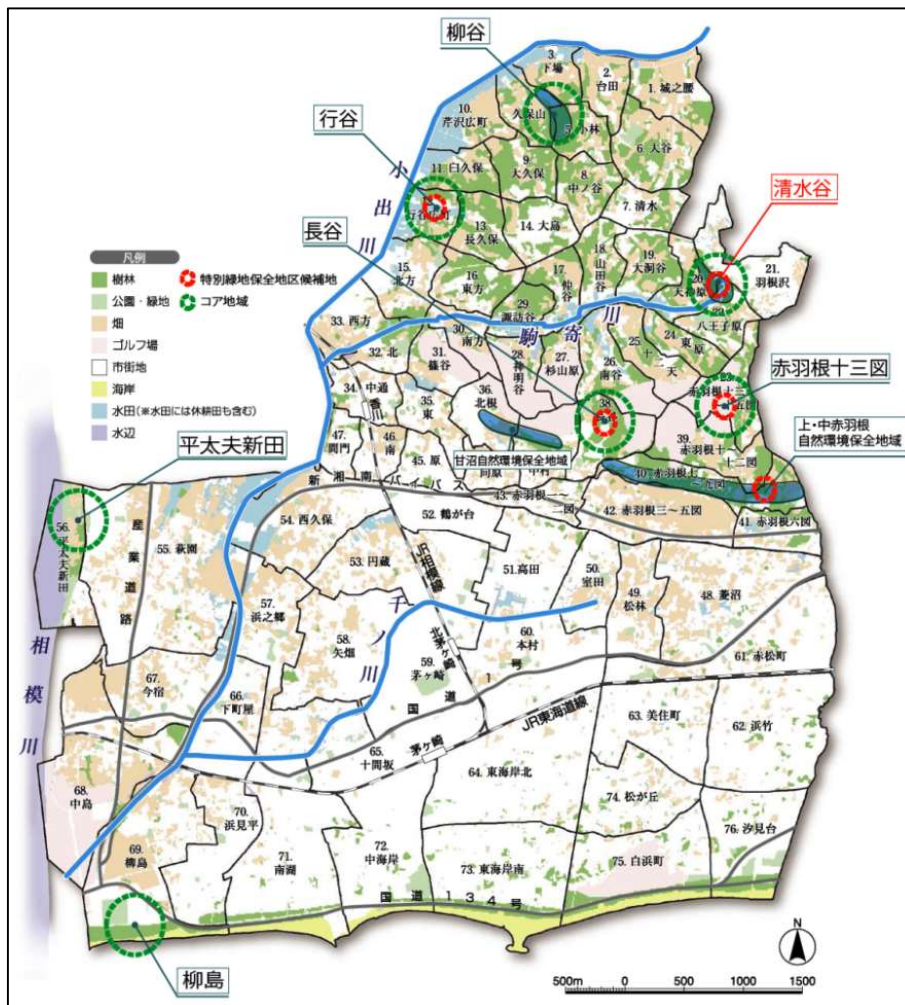 柳谷
3. 下場
2. 台田
1. 城之腰
行谷
10. 芹沢広町
久保山
5. 小林
6. 大谷
9. 大久保
8. 中ノ谷
11. 臼久保
清水谷
7. 清水
長谷
小出川
行谷広町
13. 長久保
14. 大島
18. 山田谷
19. 大洞谷
21. 羽根沢
凡例
樹林
公園・緑地
畑
ゴルフ場
市街地
海岸
水田(※水田には休耕田も含む)
水辺
特別緑地保全地区候補地
コア地域
15. 北方
16. 東方
17. 仲谷
20. 天神原
29. 諏訪谷
22. 八王子原
33. 西方
30. 南方
駒寄川
24. 東原
25. 十二天
32. 北
31. 篠谷
28. 神明谷
27. 杉山原
26. 南谷
赤羽根十三図
34. 中通
香川
35. 東
36. 北根
38.
上・中赤羽根
自然環境保全地域
39. 赤羽根十一
十二図
47. 間門
46. 南
45. 原
甘沼自然環境保全地域
平太夫新田
新湘南バイパス
43. 赤羽根一~二図
40. 赤羽根七~九図
42. 赤羽根三~五図
41. 赤羽根六図
56. 平太夫新田
産業道路
55. 萩園
54. 西久保
52. 鶴が台
53. 円蔵
JR相模線
51. 高田
50. 室田
49. 松林
48. 菱沼
57. 浜之郷
千ノ川
北茅ヶ崎
58. 矢畑
59. 茅ヶ崎
60. 本村
61. 赤松町
相模川
67. 今宿
66. 下町屋
国道1号
JR東海道線
63. 美住町
62. 浜竹
茅ヶ崎
65. 十間坂
64. 東海岸北
68. 中島
70. 浜見平
74. 松が丘
76. 汐見台
69. 柳島
71. 南湖
72. 中海岸
73. 東海岸南
75. 白浜町
国道134号
柳島
N
500m 0 500 1000 1500